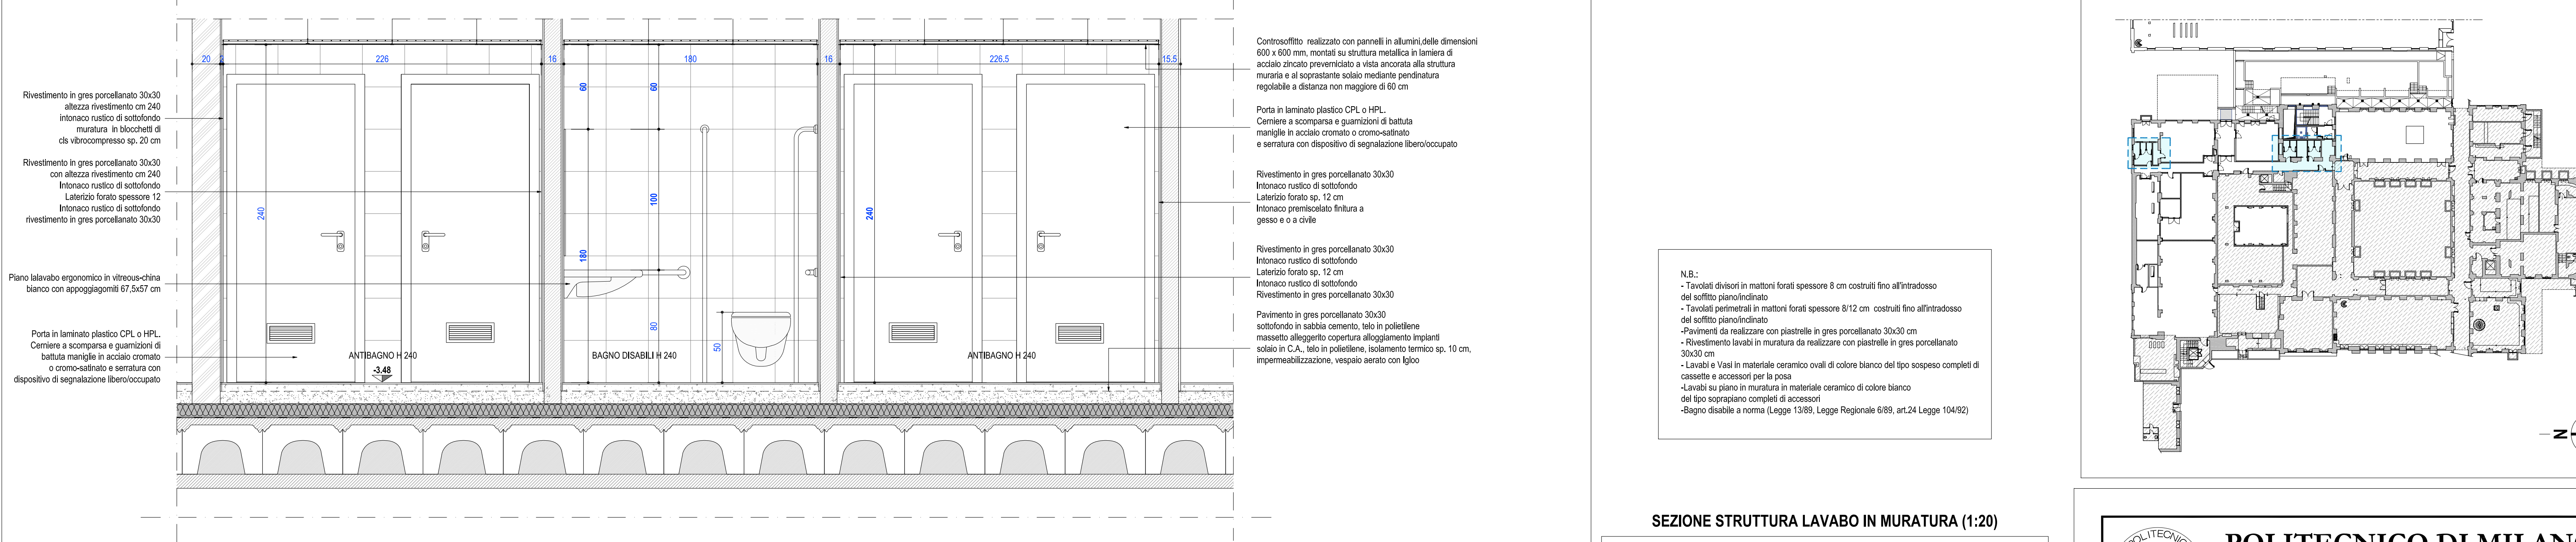 Rivestimento in gres porcellanato 30x30
altezza rivestimento cm 240
intonaco rustico di sottofondo
muratura in blocchetti di
cls vibrocompresso sp. 20 cm
Rivestimento in gres porcellanato 30x30
con altezza rivestimento cm 240
Intonaco rustico di sottofondo
Laterizio forato spessore 12
Intonaco rustico di sottofondo
rivestimento in gres porcellanato 30x30
Piano lalavabo ergonomico in vitreous-china
bianco con appoggiagomiti 67,5x57 cm
Porta in laminato plastico CPL o HPL.
Cerniere a scomparsa e guarnizioni di
battuta maniglie in acciaio cromato
o cromo-satinato e serratura con
dispositivo di segnalazione libero/occupato
20
226
16
180
16
226.5
15.5
60
60
240
100
240
180
80
50
ANTIBAGNO H 240
BAGNO DISABILI H 240
ANTIBAGNO H 240
-3.48
Controsoffitto realizzato con pannelli in allumini,delle dimensioni
600 x 600 mm, montati su struttura metallica in lamiera di
acciaio zincato preverniciato a vista ancorata alla struttura
muraria e al soprastante solaio mediante pendinatura
regolabile a distanza non maggiore di 60 cm
Porta in laminato plastico CPL o HPL.
Cerniere a scomparsa e guarnizioni di battuta
maniglie in acciaio cromato o cromo-satinato
e serratura con dispositivo di segnalazione libero/occupato
Rivestimento in gres porcellanato 30x30
Intonaco rustico di sottofondo
Laterizio forato sp. 12 cm
Intonaco premiscelato finitura a
gesso e o a civile
Rivestimento in gres porcellanato 30x30
Intonaco rustico di sottofondo
Laterizio forato sp. 12 cm
Intonaco rustico di sottofondo
Rivestimento in gres porcellanato 30x30
Pavimento in gres porcellanato 30x30
sottofondo in sabbia cemento, telo in polietilene
massetto alleggerito copertura alloggiamento impianti
solaio in C.A., telo in polietilene, isolamento termico sp. 10 cm,
impermeabilizzazione, vespaio aerato con Igloo
N.B.:
- Tavolati divisori in mattoni forati spessore 8 cm costruiti fino all'intradosso
del soffitto piano/inclinato
- Tavolati perimetrali in mattoni forati spessore 8/12 cm costruiti fino all'intradosso
del soffitto piano/inclinato
-Pavimenti da realizzare con piastrelle in gres porcellanato 30x30 cm
- Rivestimento lavabi in muratura da realizzare con piastrelle in gres porcellanato
30x30 cm
- Lavabi e Vasi in materiale ceramico ovali di colore bianco del tipo sospeso completi di
cassette e accessori per la posa
-Lavabi su piano in muratura in materiale ceramico di colore bianco
del tipo soprapiano completi di accessori
-Bagno disabile a norma (Legge 13/89, Legge Regionale 6/89, art.24 Legge 104/92)
SEZIONE STRUTTURA LAVABO IN MURATURA (1:20)
N
POLITECNICO
POLITECNICO DI MILANO